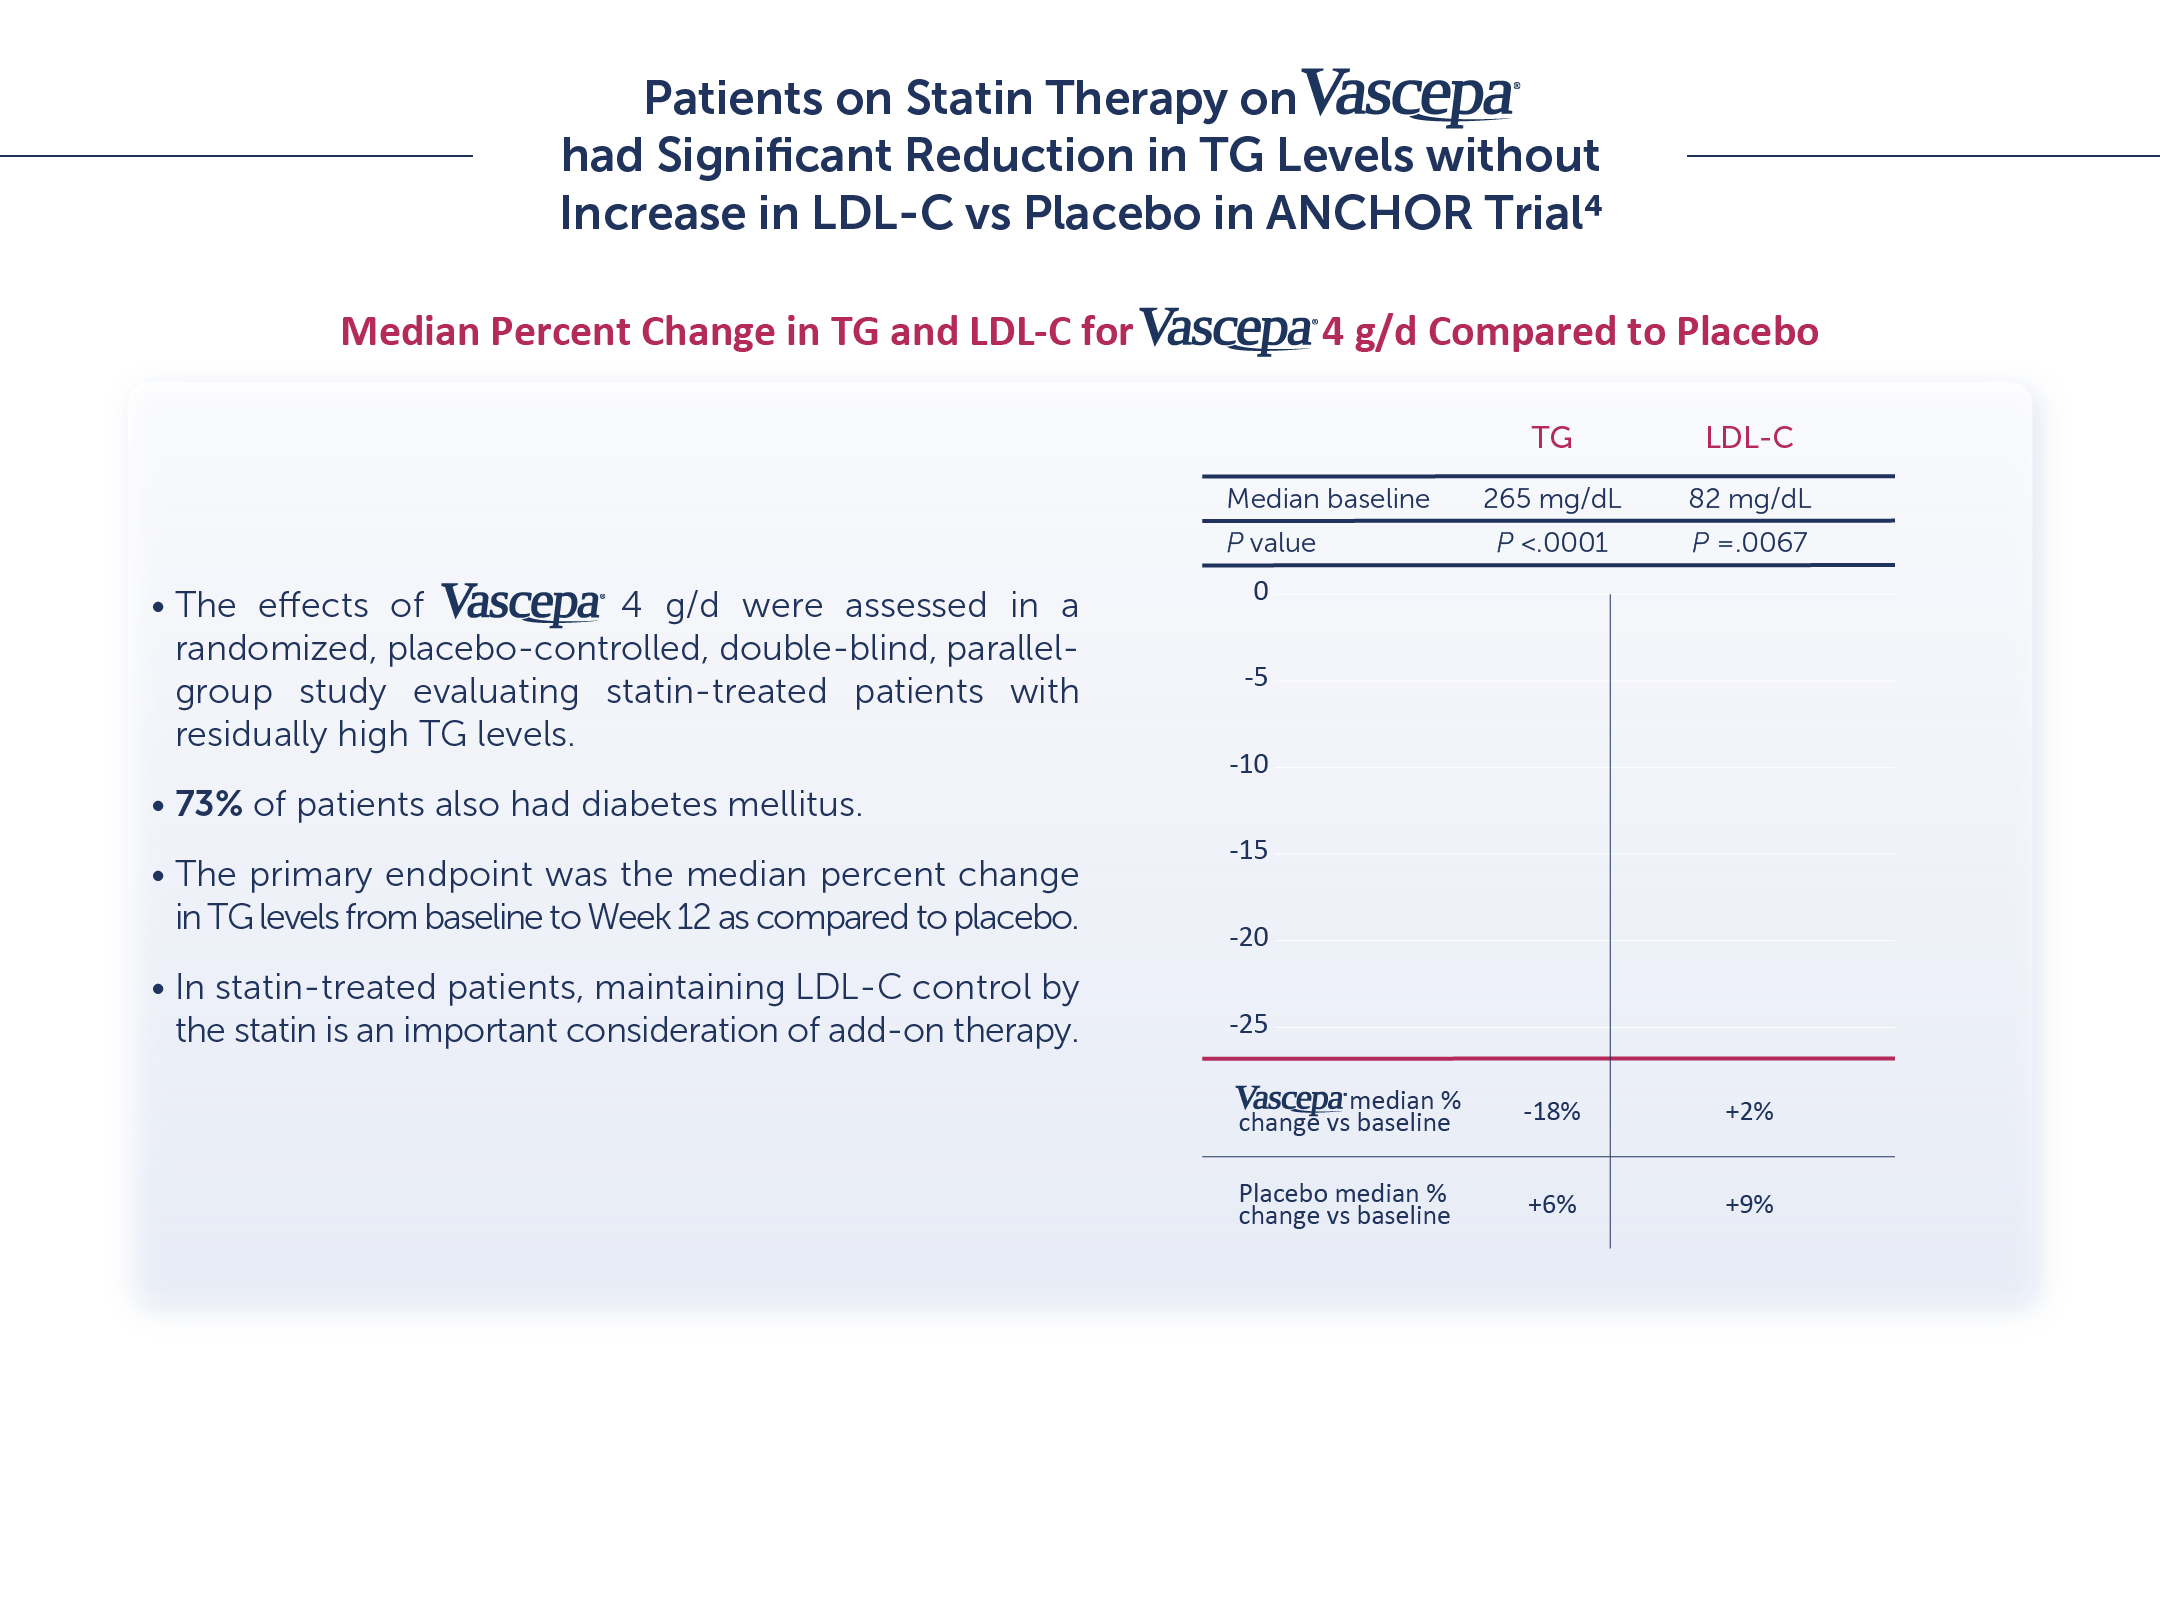 Patients on Statin Therapy on Vascepa®
had Significant Reduction in TG Levels without
Increase in LDL-C vs Placebo in ANCHOR Trial⁴
Median Percent Change in TG and LDL-C for Vascepa® 4 g/d Compared to Placebo
• The effects of Vascepa® 4 g/d were assessed in a
randomized, placebo-controlled, double-blind, parallel-
group study evaluating statin-treated patients with
residually high TG levels.
• 73% of patients also had diabetes mellitus.
• The primary endpoint was the median percent change
in TG levels from baseline to Week 12 as compared to placebo.
• In statin-treated patients, maintaining LDL-C control by
the statin is an important consideration of add-on therapy.
TG LDL-C
Median baseline 265 mg/dL 82 mg/dL
P value P <.0001 P =.0067
0
-5
-10
-15
-20
-25
Vascepa® median %
change vs baseline -18% +2%
Placebo median %
change vs baseline +6% +9%